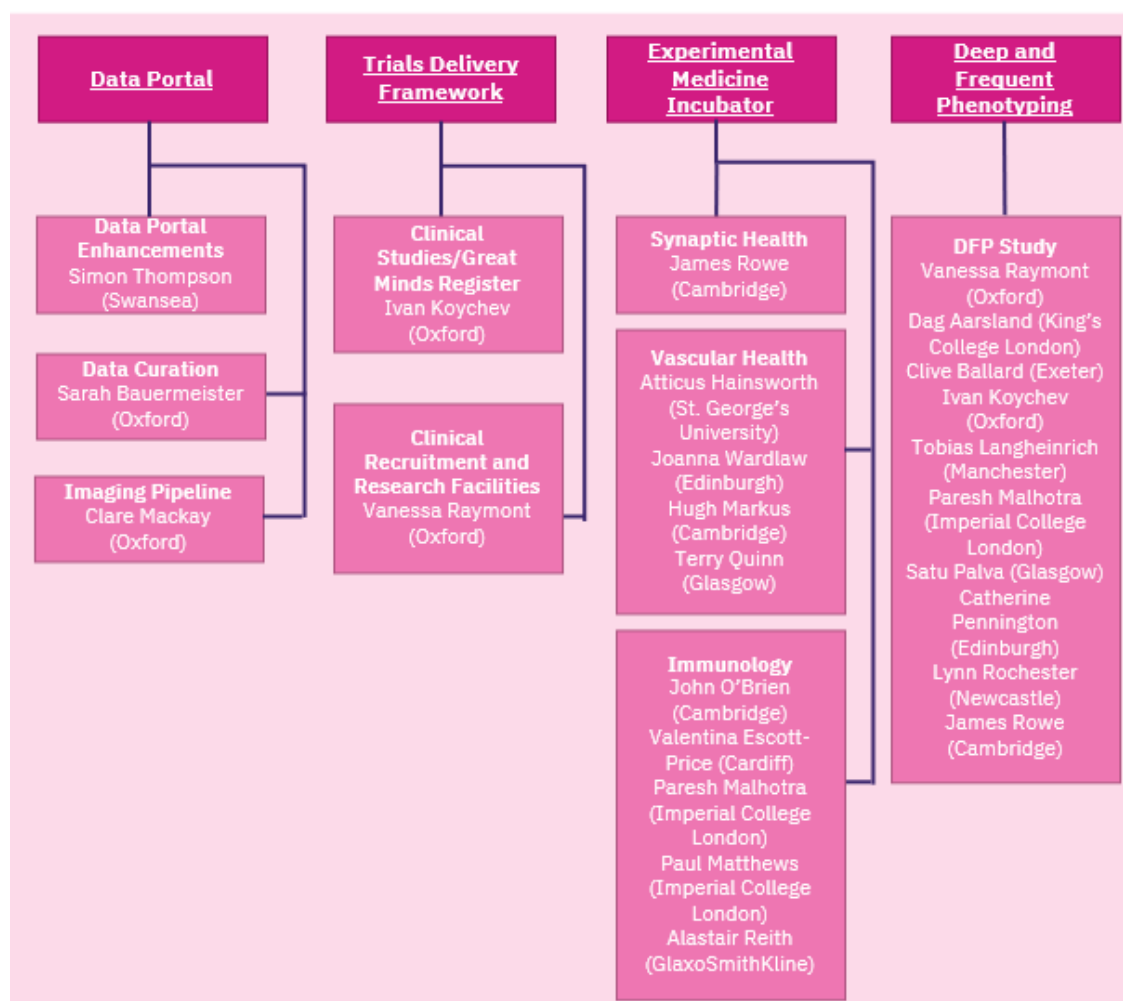 Data Portal
Trials Delivery
Framework
Experimental
Medicine
Incubator
Deep and
Frequent
Phenotyping
Data Portal
Enhancements
Simon Thompson
(Swansea)
Data Curation
Sarah Bauermeister
(Oxford)
Imaging Pipeline
Clare Mackay
(Oxford)
Clinical
Studies/Great
Minds Register
Ivan Koychev
(Oxford)
Clinical
Recruitment and
Research Facilities
Vanessa Raymont
(Oxford)
Synaptic Health
James Rowe
(Cambridge)
Vascular Health
Atticus Hainsworth
(St. George's
University)
Joanna Wardlaw
(Edinburgh)
Hugh Markus
(Cambridge)
Terry Quinn
(Glasgow)
Immunology
John O'Brien
(Cambridge)
Valentina Escott-
Price (Cardiff)
Paresh Malhotra
(Imperial College
London)
Paul Matthews
(Imperial College
London)
Alastair Reith
(GlaxoSmithKline)
DFP Study
Vanessa Raymont
(Oxford)
Dag Aarsland (King's
College London)
Clive Ballard (Exeter)
Ivan Koychev
(Oxford)
Tobias Langheinrich
(Manchester)
Paresh Malhotra
(Imperial College
London)
Satu Palva (Glasgow)
Catherine
Pennington
(Edinburgh)
Lynn Rochester
(Newcastle)
James Rowe
(Cambridge)